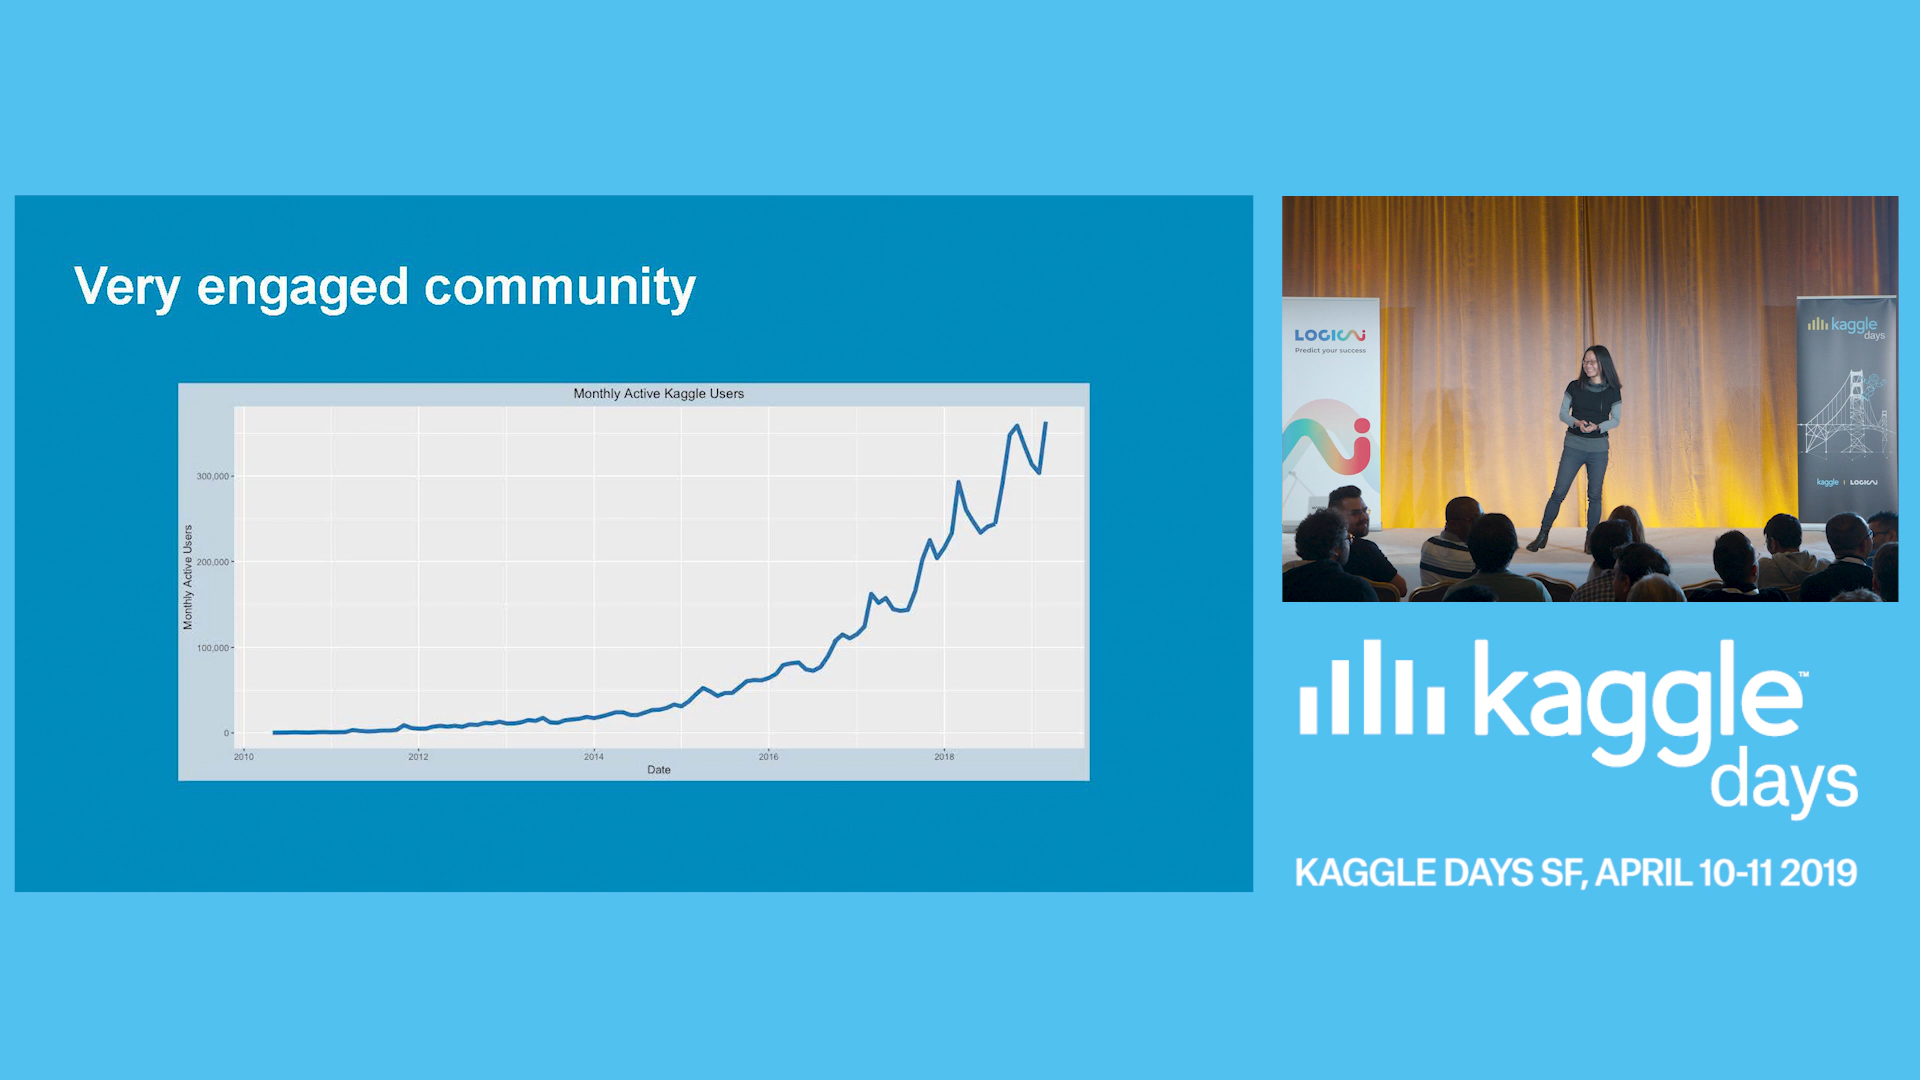 Very engaged community
Monthly Active Kaggle Users
Monthly Active Users
300,000
200,000
100,000
0
2010
2012
2014
2016
2018
Date
LOGICAI
Predict your success
kaggle
days
kaggle | LOGICAI
kaggle™
days
KAGGLE DAYS SF, APRIL 10-11 2019